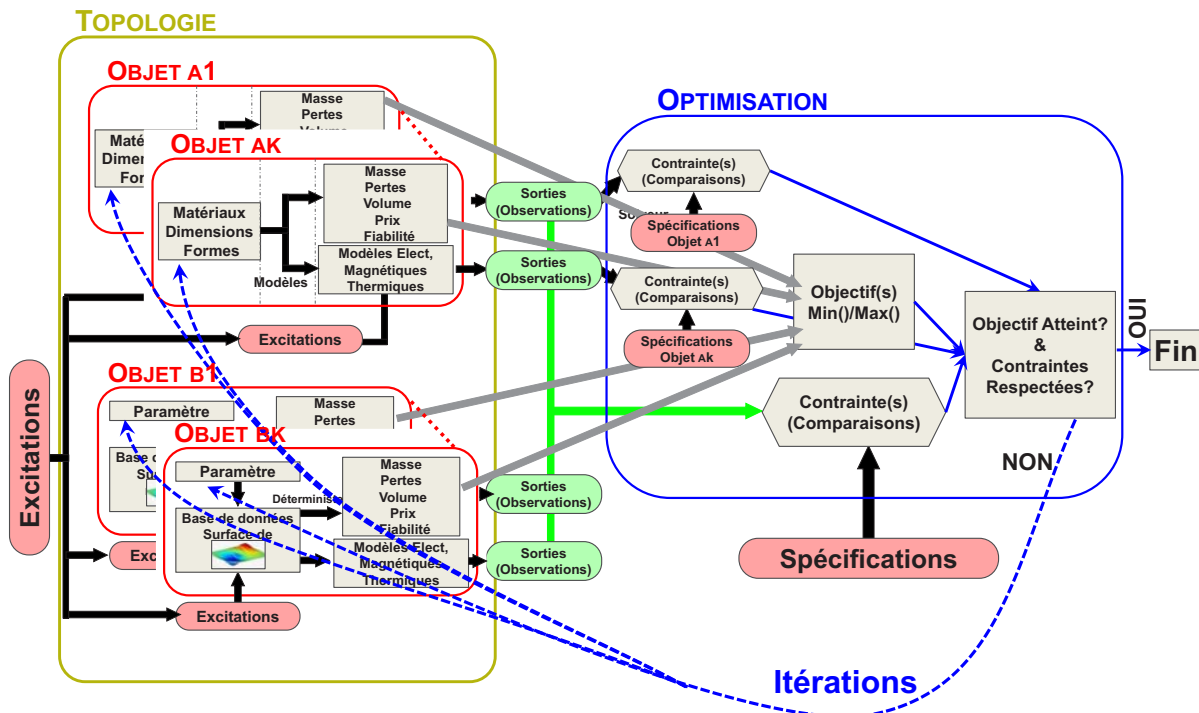 TOPOLOGIE
OBJET A1
Masse
Pertes
Volume
OBJET AK
Masse
Pertes
Volume
Prix
Fiabilité
Matériaux
Dimensions
Formes
Modèles
Modèles Elect,
Magnétiques
Thermiques
Excitations
Excitations
OBJET B1
Paramètre
Masse
Pertes
OBJET BK
Paramètre
Déterministe
Masse
Pertes
Volume
Prix
Fiabilité
Base de données
Surface de
Modèles Elect,
Magnétiques
Thermiques
Excitations
Sorties
(Observations)
Sorties
(Observations)
Sorties
(Observations)
Sorties
(Observations)
OPTIMISATION
Contrainte(s)
(Comparaisons)
Spécifications
Objet A1
Contrainte(s)
(Comparaisons)
Spécifications
Objet Ak
Objectif(s)
Min()/Max()
Contrainte(s)
(Comparaisons)
Spécifications
Objectif Atteint?
&
Contraintes
Respectées?
OUI
Fin
NON
Itérations